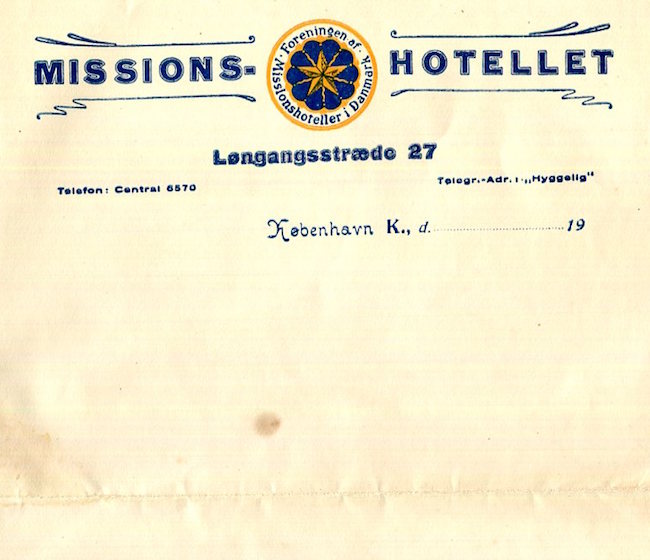 MISSIONS-HOTELLET
· Foreningen af · Missionshoteller i Danmark
Løngangsstræde 27
Telefon: Central 6570
Telegr.-Adr.: „Hyggelig“
København K., d. 19